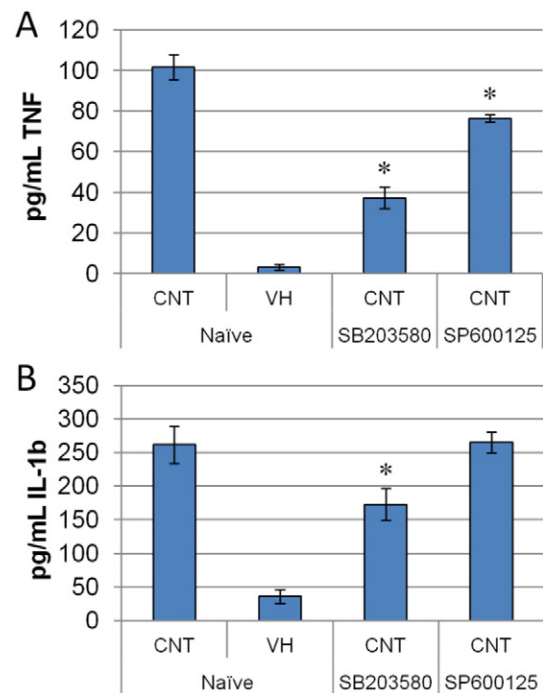 A
pg/mL TNF
120
100
80
60
40
20
0
*
*
CNT VH CNT CNT
Naïve SB203580 SP600125
B
pg/mL IL-1b
350
300
250
200
150
100
50
0
*
CNT VH CNT CNT
Naïve SB203580 SP600125